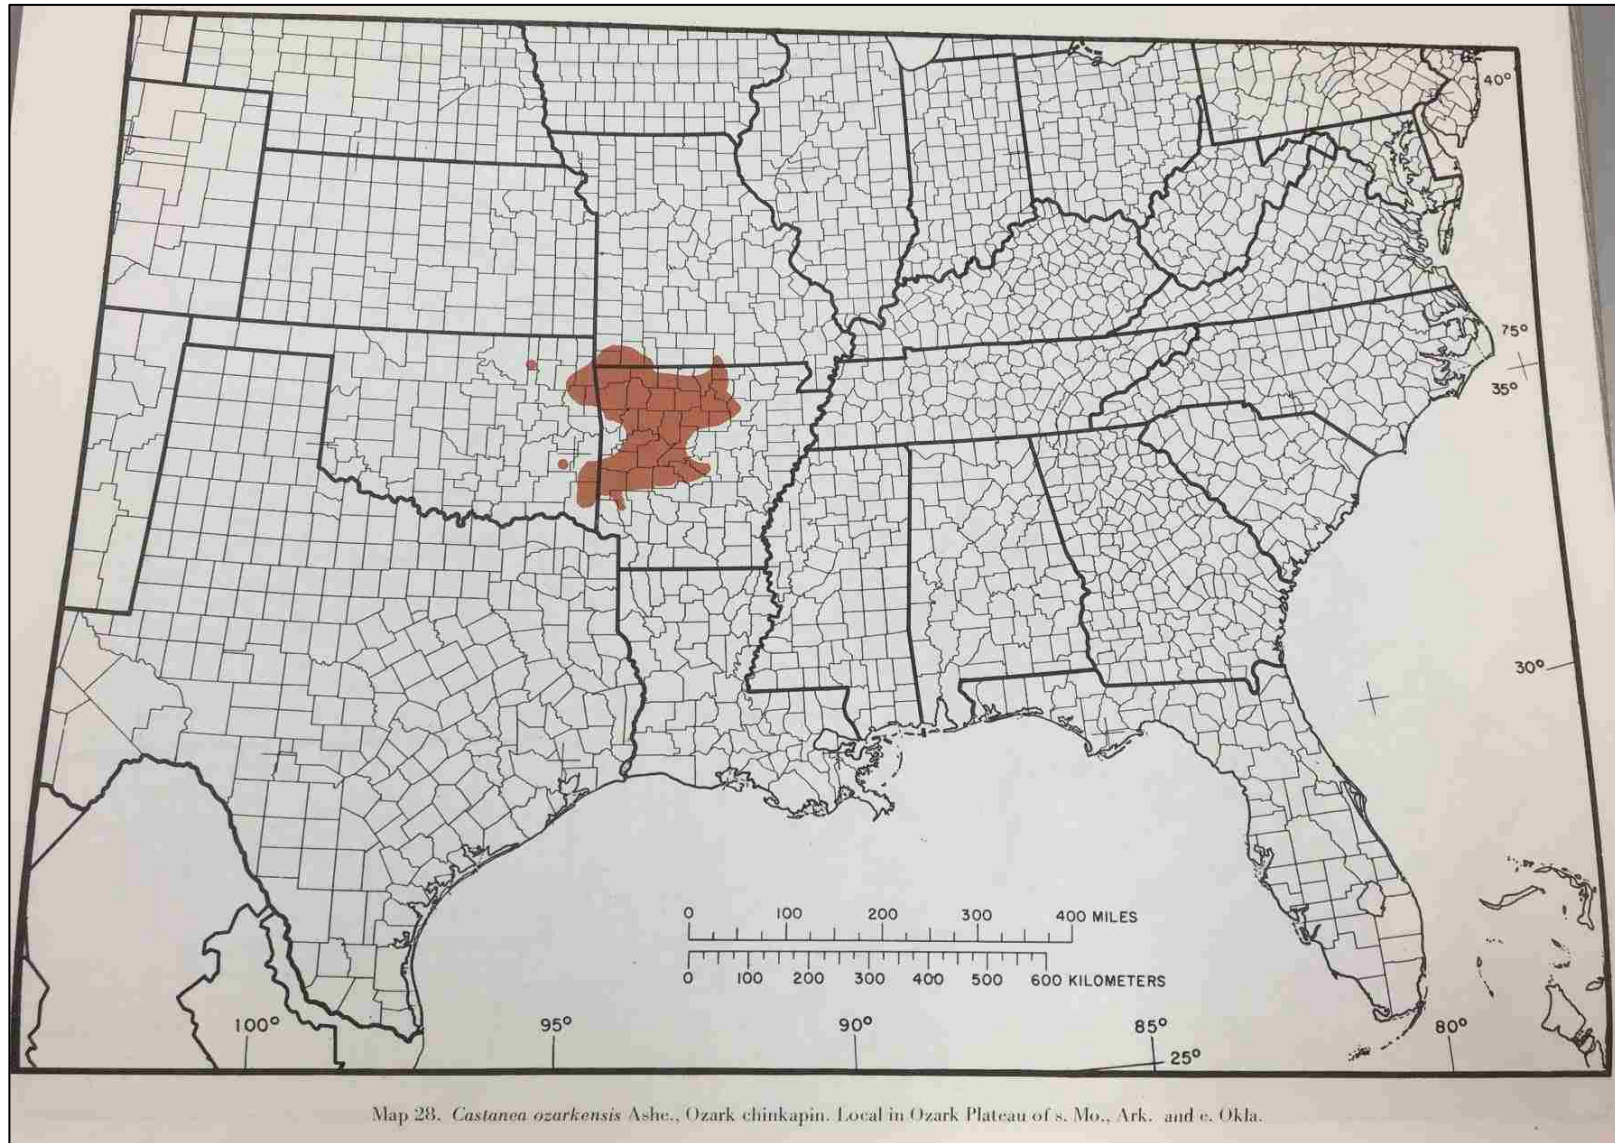 40°
75°
35°
30°
0 100 200 300 400 MILES
0 100 200 300 400 500 600 KILOMETERS
100° 95° 90° 85° 80°
25°
Map 28. Castanea ozarkensis Ashe., Ozark chinkapin. Local in Ozark Plateau of s. Mo., Ark. and e. Okla.